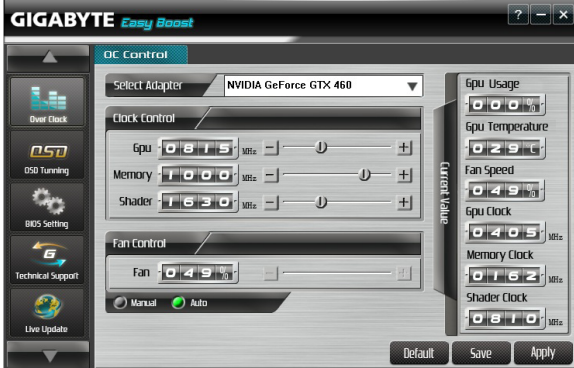 GIGABYTE Easy Boost
? – x
OC Control
Over Clock
OSD Tunning
BIOS Setting
Technical Support
Live Update
Select Adapter NVIDIA GeForce GTX 460
Clock Control
Gpu 0815 MHz
Memory 1000 MHz
Shader 1630 MHz
Fan Control
Fan 049 %
Manual Auto
Current Value
Gpu Usage
000 %
Gpu Temperature
029 C
Fan Speed
049 %
Gpu Clock
0405 MHz
Memory Clock
0162 MHz
Shader Clock
0810 MHz
Default Save Apply